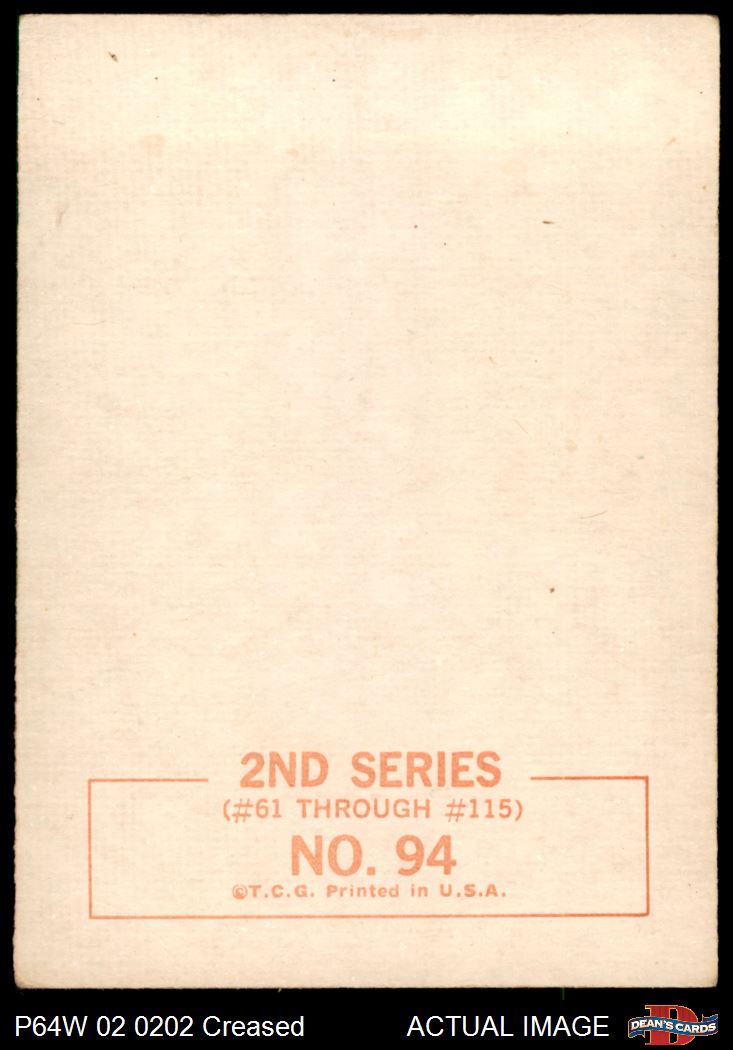 2ND SERIES
(#61 THROUGH #115)
NO. 94
©T.C.G. Printed in U.S.A.
P64W 02 0202 Creased
ACTUAL IMAGE
D
DEAN'S CARDS